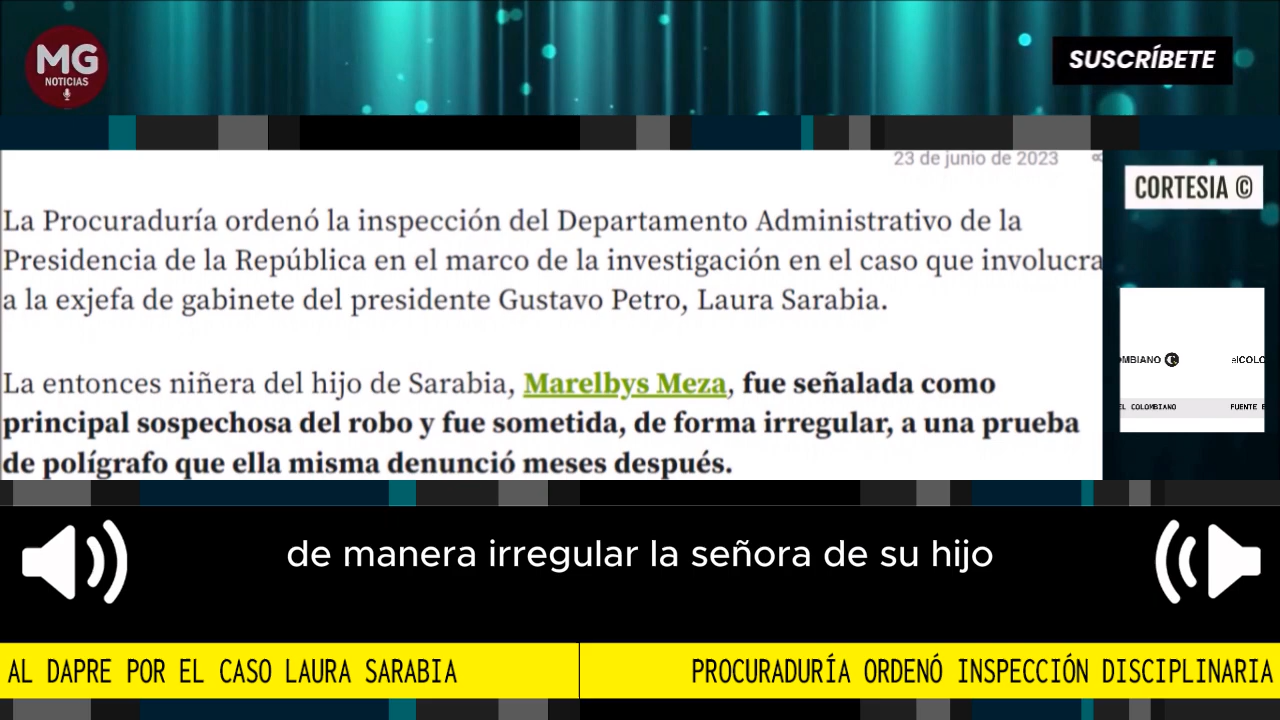 MG
NOTICIAS
SUSCRÍBETE
23 de junio de 2023
CORTESIA ©
La Procuraduría ordenó la inspección del Departamento Administrativo de la
Presidencia de la República en el marco de la investigación en el caso que involucra
a la exjefa de gabinete del presidente Gustavo Petro, Laura Sarabia.
La entonces niñera del hijo de Sarabia, Marelbys Meza, fue señalada como
principal sospechosa del robo y fue sometida, de forma irregular, a una prueba
de polígrafo que ella misma denunció meses después.
OMBIANO elCOLO
EL COLOMBIANO FUENTE E
de manera irregular la señora de su hijo
AL DAPRE POR EL CASO LAURA SARABIA
PROCURADURÍA ORDENÓ INSPECCIÓN DISCIPLINARIA